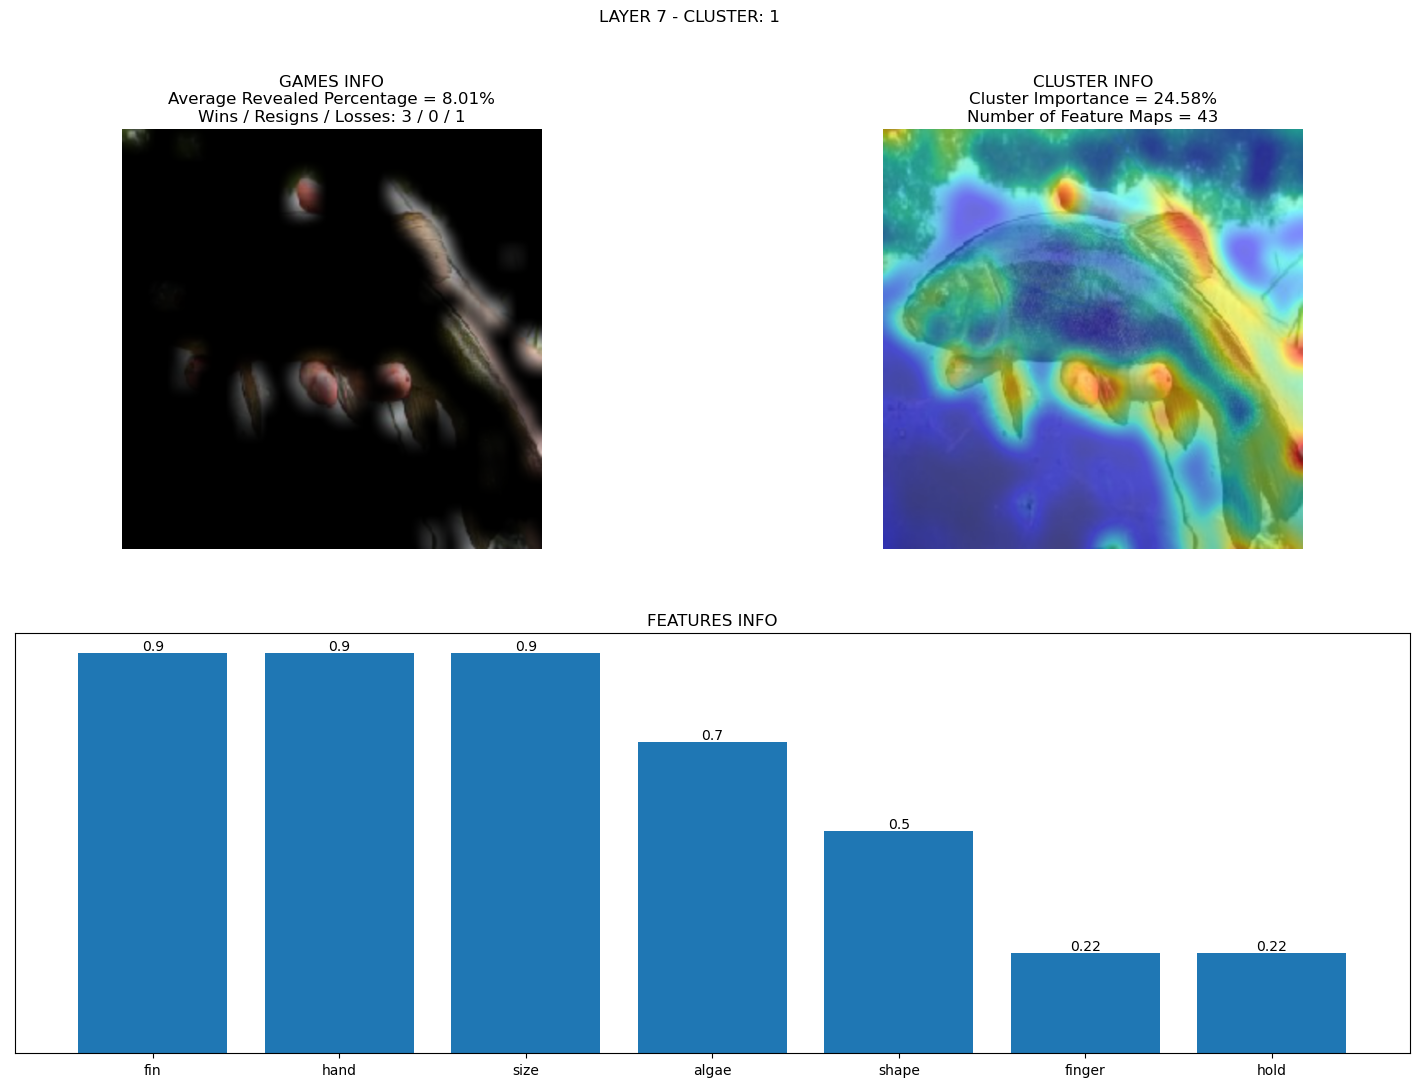 LAYER 7 - CLUSTER: 1
GAMES INFO
Average Revealed Percentage = 8.01%
Wins / Resigns / Losses: 3 / 0 / 1
CLUSTER INFO
Cluster Importance = 24.58%
Number of Feature Maps = 43
FEATURES INFO
0.9 0.9 0.9 0.7 0.5 0.22 0.22
fin hand size algae shape finger hold